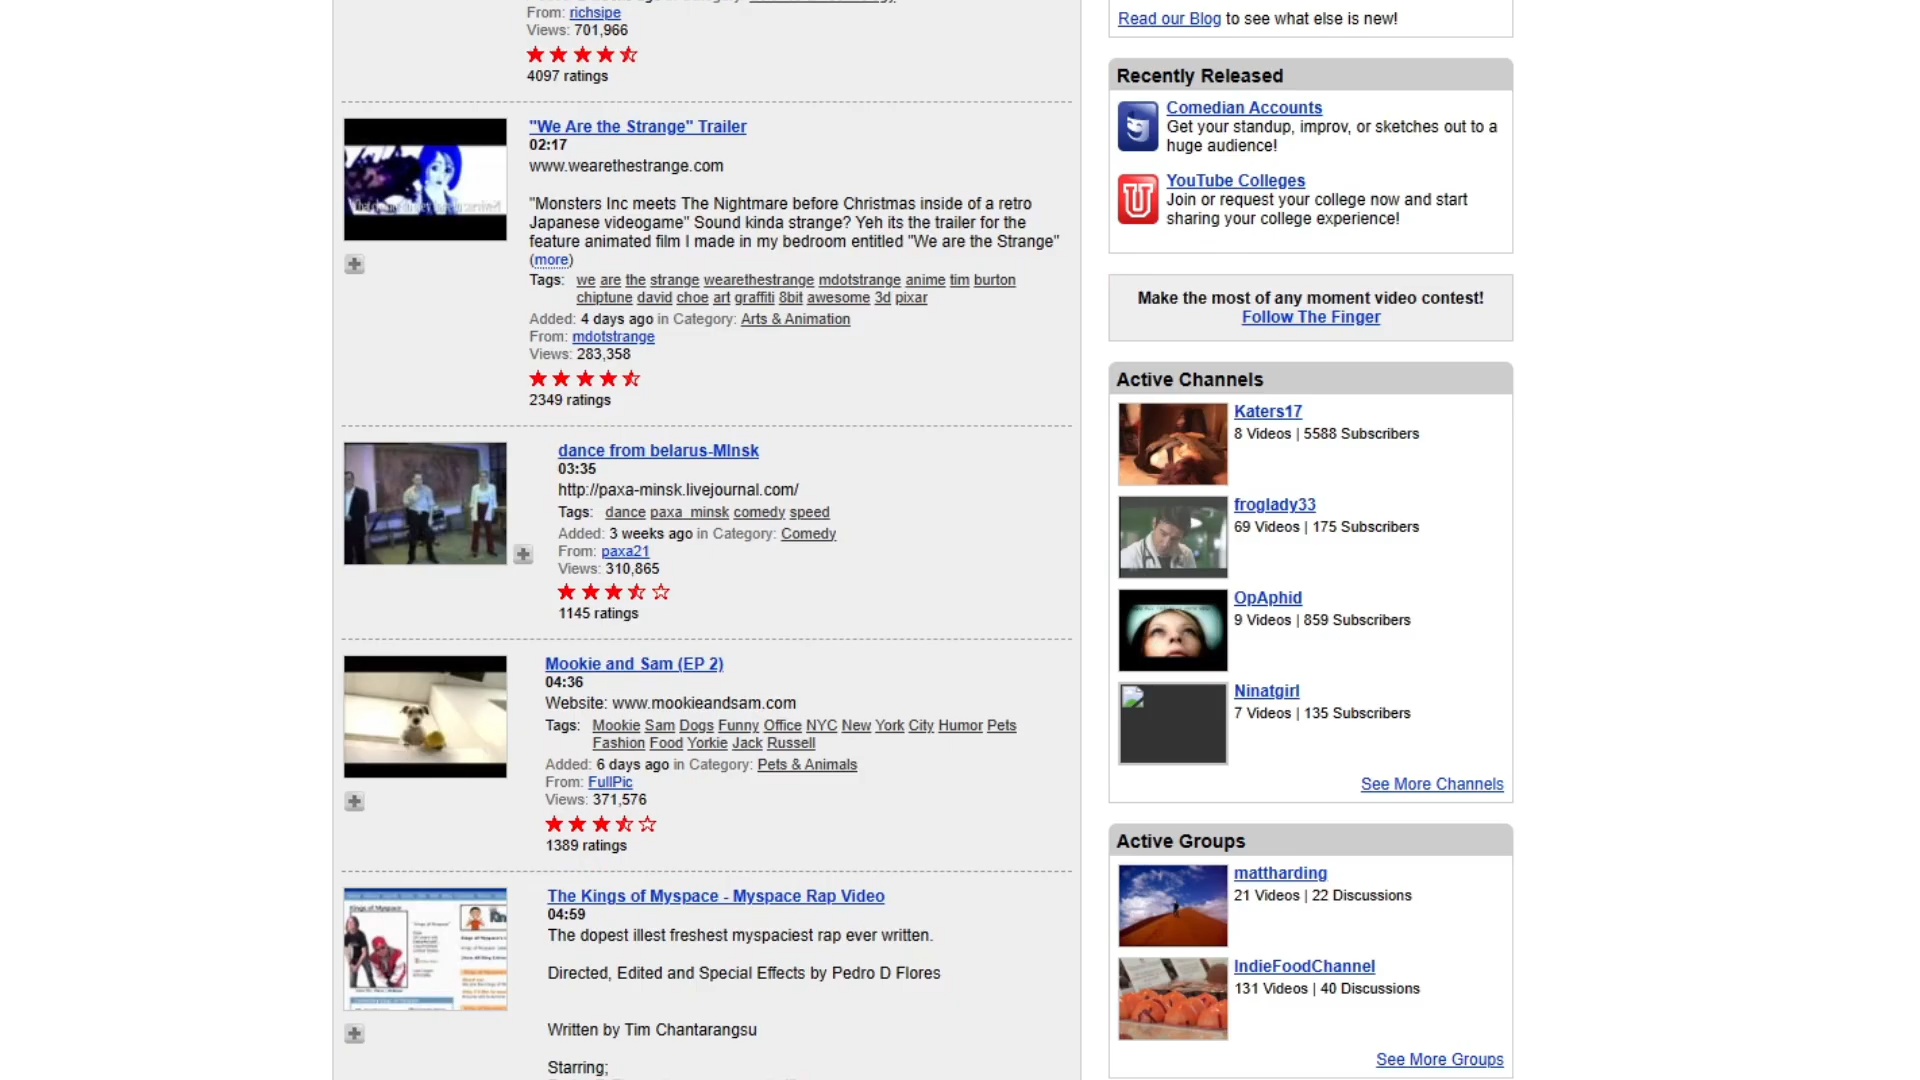 From: richsipe
Views: 701,966
4097 ratings
"We Are the Strange" Trailer
02:17
www.wearethestrange.com
"Monsters Inc meets The Nightmare before Christmas inside of a retro
Japanese videogame" Sound kinda strange? Yeh its the trailer for the
feature animated film I made in my bedroom entitled "We are the Strange"
(more)
Tags: we are the strange wearethestrange mdotstrange anime tim burton
chiptune david choe art graffiti 8bit awesome 3d pixar
Added: 4 days ago in Category: Arts & Animation
From: mdotstrange
Views: 283,358
2349 ratings
dance from belarus-MInsk
03:35
http://paxa-minsk.livejournal.com/
Tags: dance paxa_minsk comedy speed
Added: 3 weeks ago in Category: Comedy
From: paxa21
Views: 310,865
1145 ratings
Mookie and Sam (EP 2)
04:36
Website: www.mookieandsam.com
Tags: Mookie Sam Dogs Funny Office NYC New York City Humor Pets
Fashion Food Yorkie Jack Russell
Added: 6 days ago in Category: Pets & Animals
From: FullPic
Views: 371,576
1389 ratings
Kings of Myspace
The Kings of Myspace - Myspace Rap Video
04:59
The dopest illest freshest myspaciest rap ever written.
Directed, Edited and Special Effects by Pedro D Flores
Written by Tim Chantarangsu
Starring;
Read our Blog to see what else is new!
Recently Released
Comedian Accounts
Get your standup, improv, or sketches out to a
huge audience!
U
YouTube Colleges
Join or request your college now and start
sharing your college experience!
Make the most of any moment video contest!
Follow The Finger
Active Channels
Katers17
8 Videos | 5588 Subscribers
froglady33
69 Videos | 175 Subscribers
OpAphid
9 Videos | 859 Subscribers
Ninatgirl
7 Videos | 135 Subscribers
See More Channels
Active Groups
mattharding
21 Videos | 22 Discussions
IndieFoodChannel
131 Videos | 40 Discussions
See More Groups